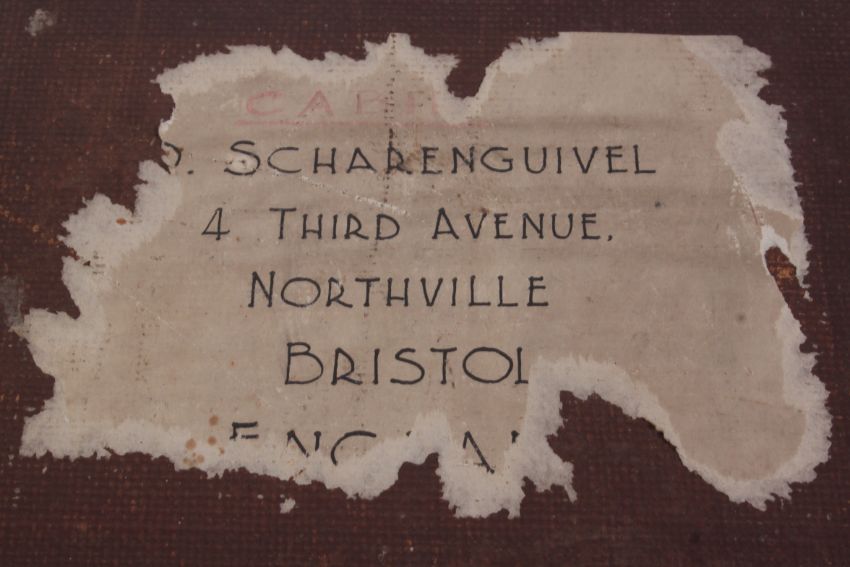 SCHARENGUIVEL
4 THIRD AVENUE.
NORTHVILLE
BRISTOL